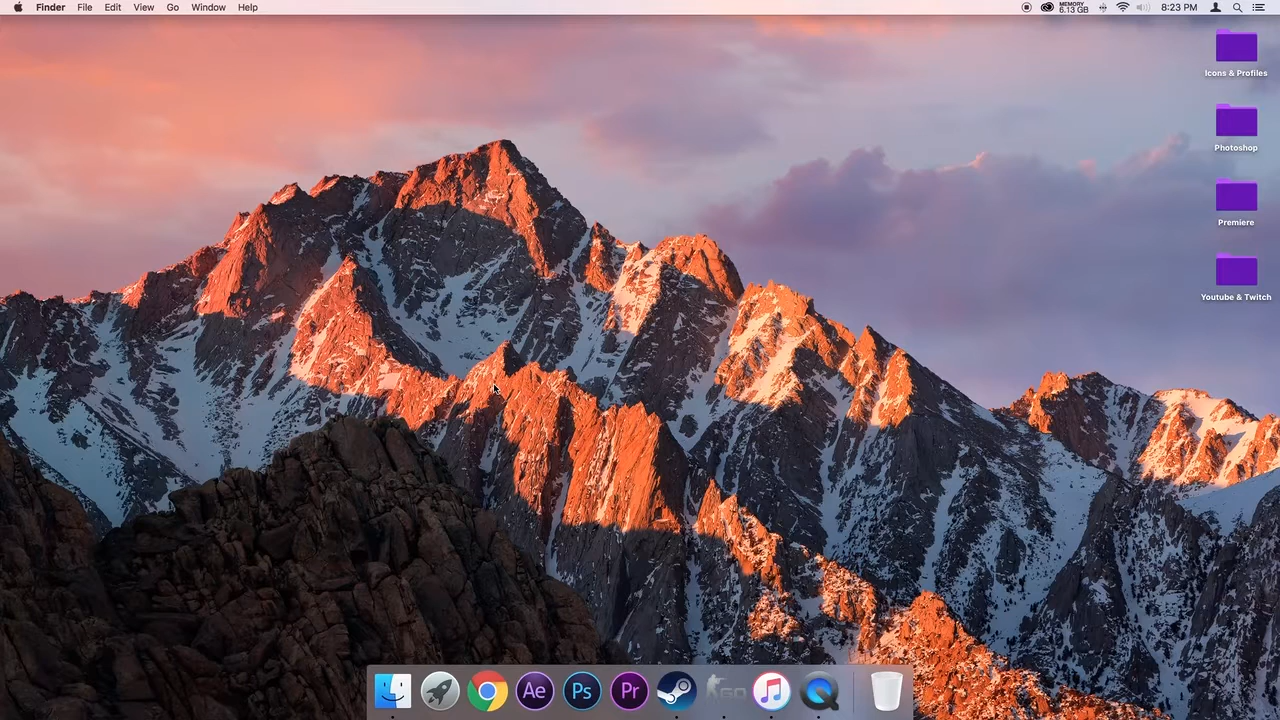 Finder File Edit View Go Window Help
MEMORY
6.13 GB
8:23 PM
Icons & Profiles
Photoshop
Premiere
Youtube & Twitch
Ae Ps Pr GO